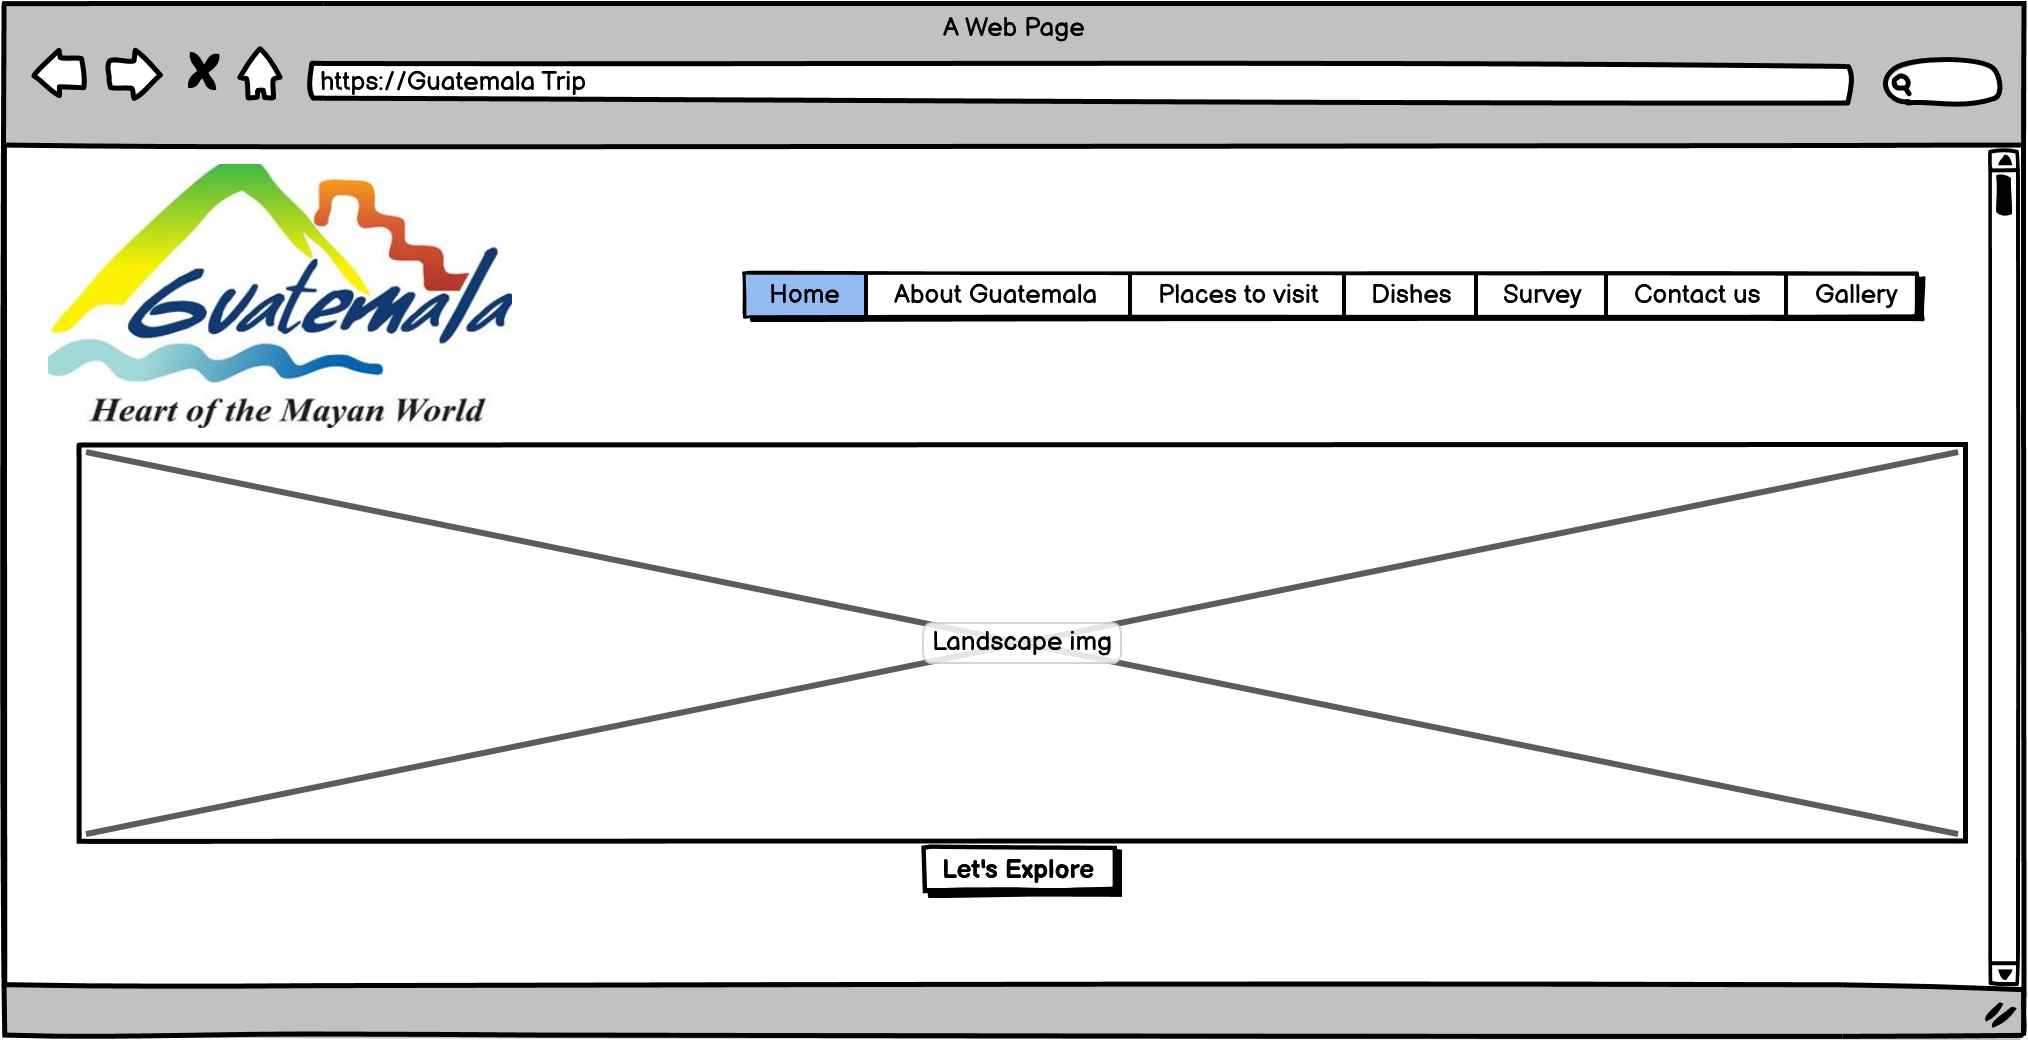 A Web Page
https://Guatemala Trip
Guatemala
Heart of the Mayan World
Home About Guatemala Places to visit Dishes Survey Contact us Gallery
Landscape img
Let's Explore